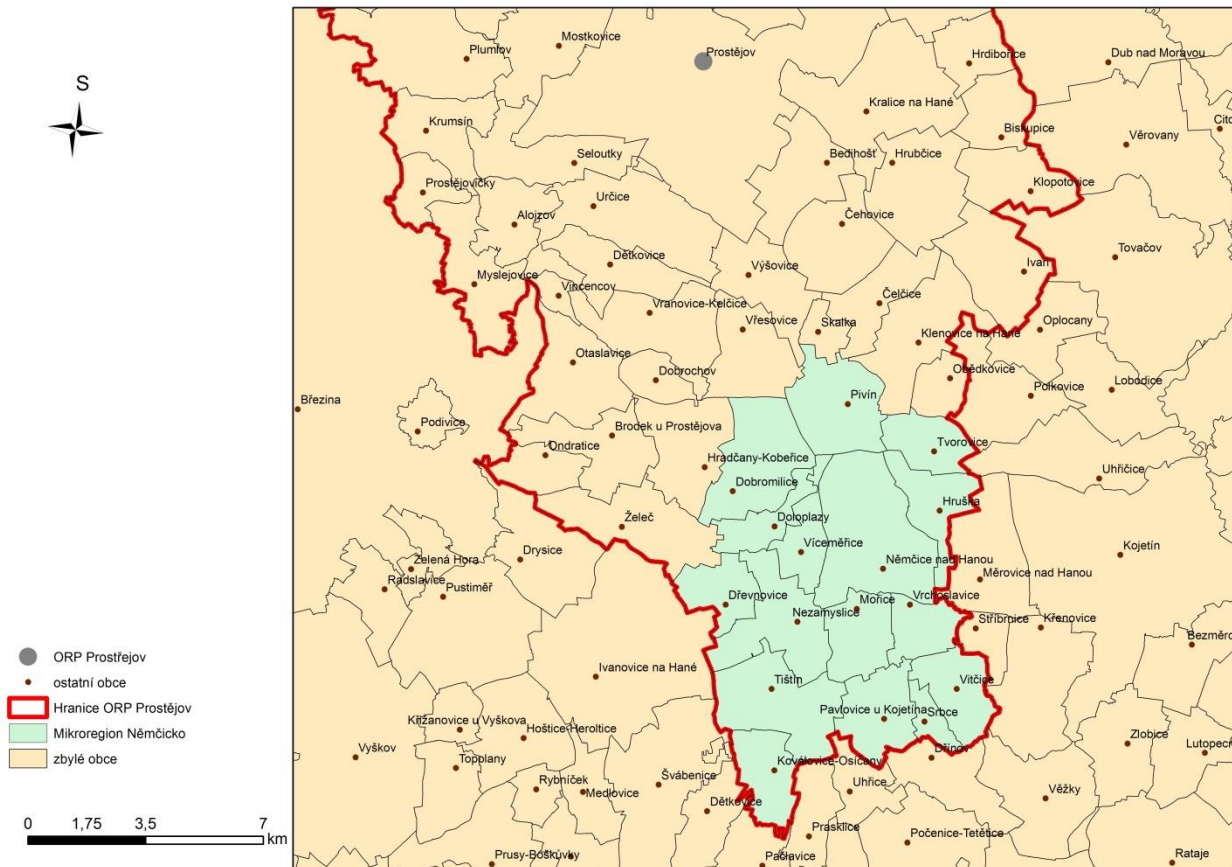 S
Plumlov
Mostkovice
Prostějov
Hrdibořice
Dub nad Moravou
Krumsín
Kralice na Hané
Biskupice
Věrovany
Seloutky
Bedihošť
Hrubčice
Prostějovičky
Určice
Klopotovice
Alojzov
Čehovice
Dětkovice
Výšovice
Ivaň
Tovačov
Myslejovice
Vincencov
Vranovice-Kelčice
Čelčice
Vřesovice
Skalka
Klenovice na Hané
Oplocany
Otaslavice
Dobrochov
Obědkovice
Polkovice
Lobodice
Březina
Pivín
Podivice
Brodek u Prostějova
Ondratice
Tvorovice
Hradčany-Kobeřice
Uhřičice
Dobromilice
Hruška
Želeč
Doloplazy
Drysice
Víceměřice
Kojetín
Zelená Hora
Němčice nad Hanou
Měrovice nad Hanou
Radslavice
Pustiměř
Dřevnovice
Mořice
Vrchoslavice
Nezamyslice
Stříbrnice
Křenovice
Ivanovice na Hané
Tištín
Vitčice
Křižanovice u Vyškova
Pavlovice u Kojetína
Srbce
Hoštice-Heroltice
Vyškov
Topolany
Koválovice-Osíčany
Dřínov
Zlobice
Rybníček
Medlovice
Švábenice
Uhřice
Věžky
Dětkovice
Prasklice
Počenice-Tetětice
Prusy-Boškůvky
Pačlavice
Rataje
ORP Prostřejov
ostatní obce
Hranice ORP Prostějov
Mikroregion Němčicko
zbylé obce
0 1,75 3,5 7
km